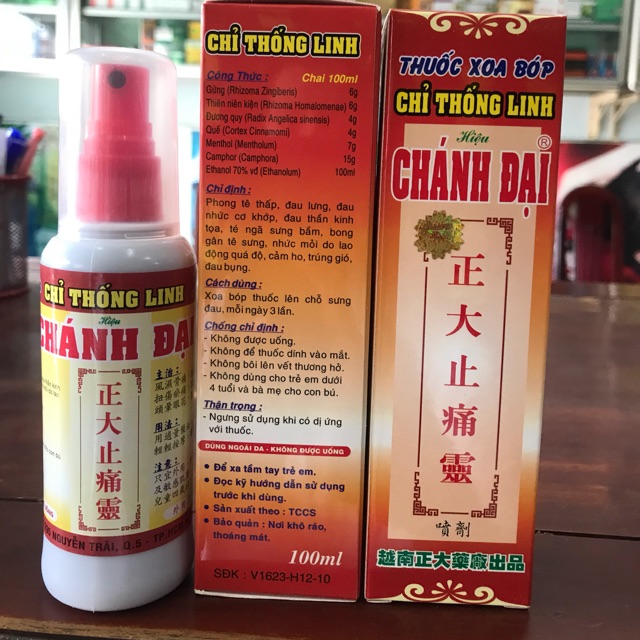 CHỈ THỐNG LINH
Hiệu
CHÁNH ĐẠI
正大止痛靈
主治:
用法:
注意:
NGUYỄN TRÃI, Q.5 - TP.
CHỈ THỐNG LINH
Công Thức : Chai 100ml
Gừng (Rhizoma Zingiberis) 6g
Thiên niên kiện (Rhizoma Homalomenae) 6g
Dương quy (Radix Angelica sinensis) 4g
Quế (Cortex Cinnamomi) 4g
Menthol (Mentholum) 7g
Camphor (Camphora) 15g
Ethanol 70% vđ (Ethanolum) 100ml
Chỉ định :
Phong tê thấp, đau lưng, đau
nhức cơ khớp, đau thần kinh
tọa, té ngã sưng bầm, bong
gân tê sưng, nhức mỏi do lao
động quá độ, cảm ho, trúng gió,
đau bụng.
Cách dùng :
Xoa bóp thuốc lên chỗ sưng
đau, mỗi ngày 3 lần.
Chống chỉ định :
- Không được uống.
- Không để thuốc dính vào mắt.
- Không bôi lên vết thương hở.
- Không dùng cho trẻ em dưới
4 tuổi và bà mẹ cho con bú.
Thận trọng :
- Ngưng sử dụng khi có dị ứng
với thuốc.
DÙNG NGOÀI DA - KHÔNG ĐƯỢC UỐNG
• Để xa tầm tay trẻ em.
• Đọc kỹ hướng dẫn sử dụng
trước khi dùng.
• Sản xuất theo : TCCS
• Bảo quản : Nơi khô ráo,
thoáng mát.
100ml
SĐK : V1623-H12-10
THUỐC XOA BÓP
CHỈ THỐNG LINH
Hiệu
CHÁNH ĐẠI®
正大止痛靈
噴劑
越南正大藥廠出品